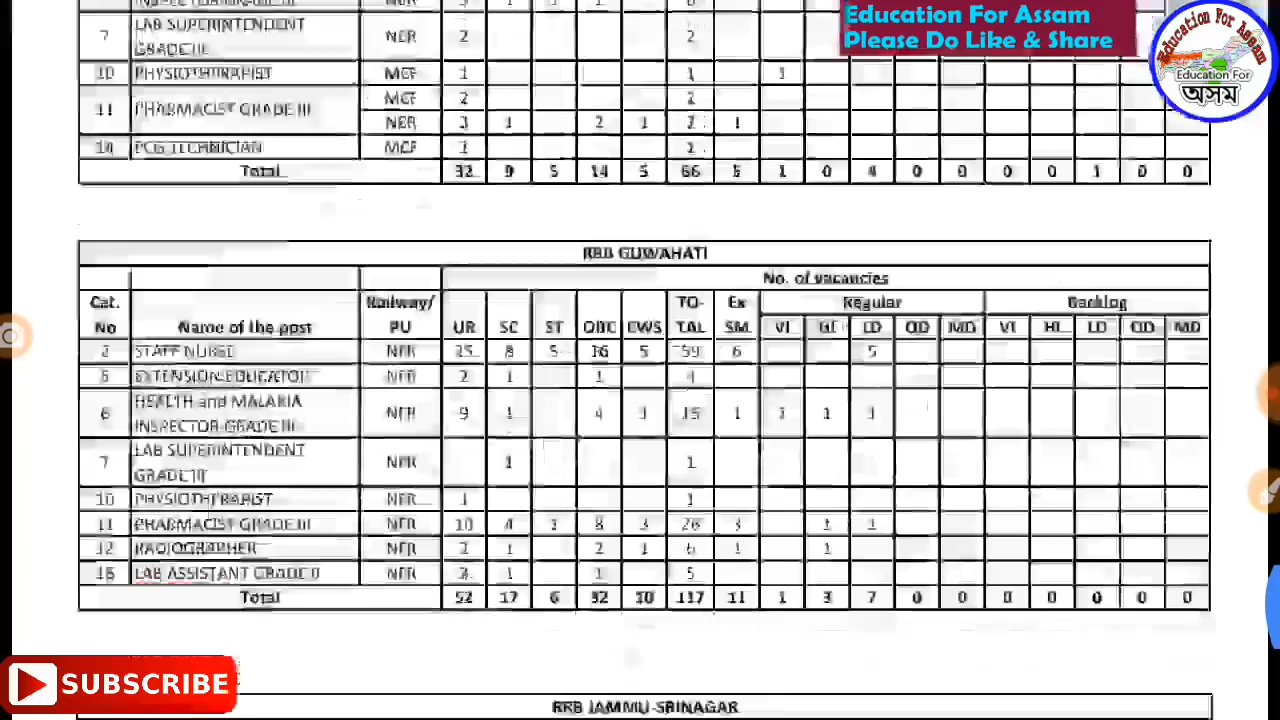 Education For Assam
Please Do Like & Share
Education For Assam
Education For
অসম
7 LAB SUPERINTENDENT GRADE III NER 2 2
10 PHYSIOTHERAPIST MCF 1 1 1
11 PHARMACIST GRADE III MCF 2 2
NER 3 1 2 1 7 1
14 MCF 1 1
Total 32 9 5 14 5 66 5 1 0 4 0 0 0 0 1 0 0
RRB GUWAHATI
No. of vacancies
Cat. No Name of the post Railway/ PU UR SC ST OBC EWS TO- TAL Ex SM Regular Backlog
VI HI LD OD MD VI HI LD OD MD
2 STAFF NURSE NFR 25 8 5 16 5 59 6 5
5 EXTENSION EDUCATOR NFR 2 1 1 4
6 HEALTH and MALARIA INSPECTOR GRADE III NFR 9 1 4 1 15 1 1 1 1
7 LAB SUPERINTENDENT GRADE III NFR 1 1
10 PHYSIOTHERAPIST NFR 1 1
11 PHARMACIST GRADE III NFR 10 4 1 8 3 26 3 1 1
12 RADIOGRAPHER NFR 2 1 2 1 6 1 1
LAB ASSISTANT GRADE II NFR 3 1 1 5
Total 52 17 6 32 10 117 11 1 3 7 0 0 0 0 0 0 0
SUBSCRIBE
RRB JAMMU-SRINAGAR